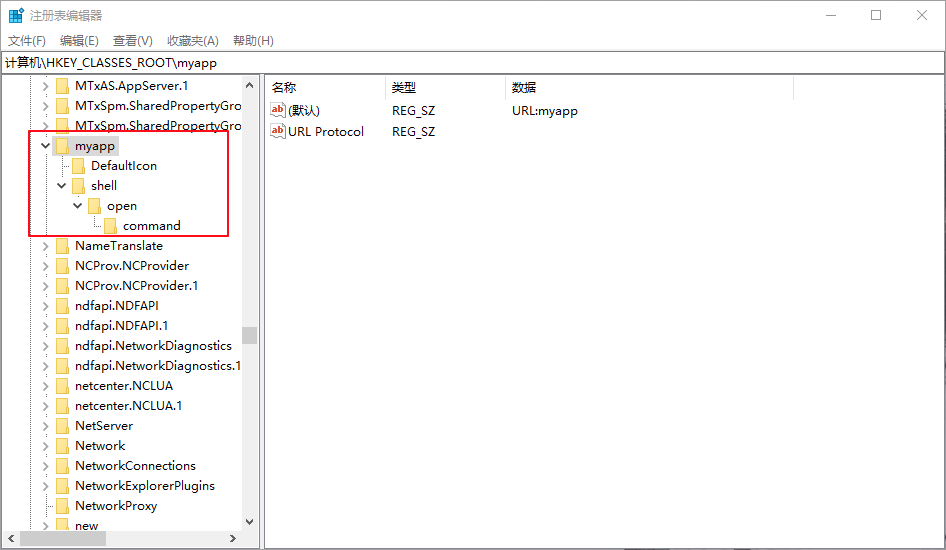 注册表编辑器
文件(F) 编辑(E) 查看(V) 收藏夹(A) 帮助(H)
计算机\HKEY_CLASSES_ROOT\myapp
MTxAS.AppServer.1
MTxSpm.SharedPropertyGro
MTxSpm.SharedPropertyGro
myapp
DefaultIcon
shell
open
command
NameTranslate
NCProv.NCProvider
NCProv.NCProvider.1
ndfapi.NDFAPI
ndfapi.NDFAPI.1
ndfapi.NetworkDiagnostics
ndfapi.NetworkDiagnostics.1
netcenter.NCLUA
netcenter.NCLUA.1
NetServer
Network
NetworkConnections
NetworkExplorerPlugins
NetworkProxy
new
名称 类型 数据
ab (默认) REG_SZ URL:myapp
ab URL Protocol REG_SZ